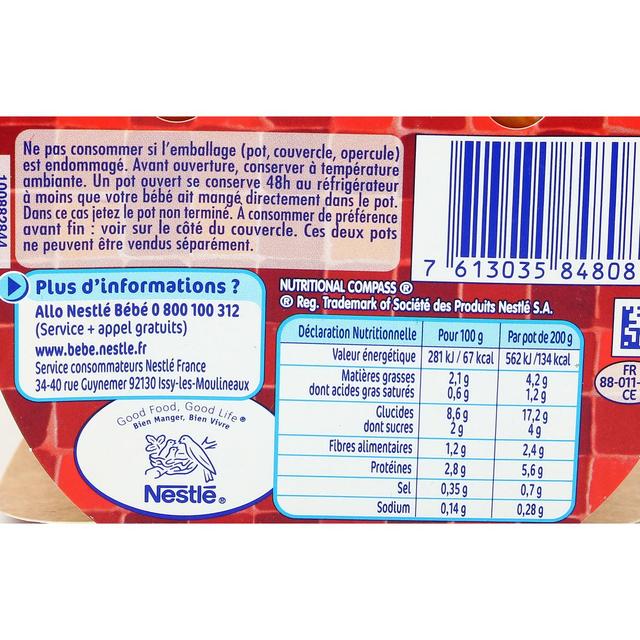 Ne pas consommer si l'emballage (pot, couvercle, opercule)
est endommagé. Avant ouverture, conserver à température
ambiante. Un pot ouvert se conserve 48h au réfrigérateur
à moins que votre bébé ait mangé directement dans le pot.
Dans ce cas jetez le pot non terminé. A consommer de préférence
avant fin : voir sur le côté du couvercle. Ces deux pots
ne peuvent être vendus séparément.
7 613035 84808
Plus d'informations ?
Allo Nestlé Bébé 0 800 100 312
(Service + appel gratuits)
www.bebe.nestle.fr
Service consommateurs Nestlé France
34-40 rue Guynemer 92130 Issy-les-Moulineaux
Good Food, Good Life ®
Bien Manger, Bien Vivre
Nestlé®
NUTRITIONAL COMPASS ®
® Reg. Trademark of Société des Produits Nestlé S.A.
Déclaration Nutritionnelle Pour 100 g Par pot de 200 g
Valeur énergétique 281 kJ / 67 kcal 562 kJ /134 kcal
Matières grasses 2,1 g 4,2 g
dont acides gras saturés 0,6 g 1,2 g
Glucides 8,6 g 17,2 g
dont sucres 2 g 4 g
Fibres alimentaires 1,2 g 2,4 g
Protéines 2,8 g 5,6 g
Sel 0,35 g 0,7 g
Sodium 0,14 g 0,28 g
FR
88-011-
CE